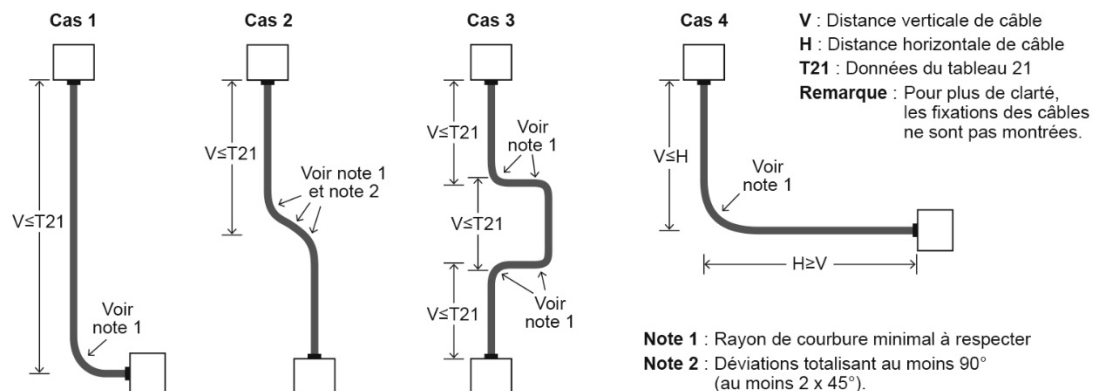 Cas 1
V≤T21
Voir
note 1
Cas 2
V≤T21
Voir note 1
et note 2
Cas 3
V≤T21
Voir
note 1
V≤T21
V≤T21
Voir
note 1
Cas 4
V≤H
Voir
note 1
H≥V
V : Distance verticale de câble
H : Distance horizontale de câble
T21 : Données du tableau 21
Remarque : Pour plus de clarté,
les fixations des câbles
ne sont pas montrées.
Note 1 : Rayon de courbure minimal à respecter
Note 2 : Déviations totalisant au moins 90°
(au moins 2 x 45°).